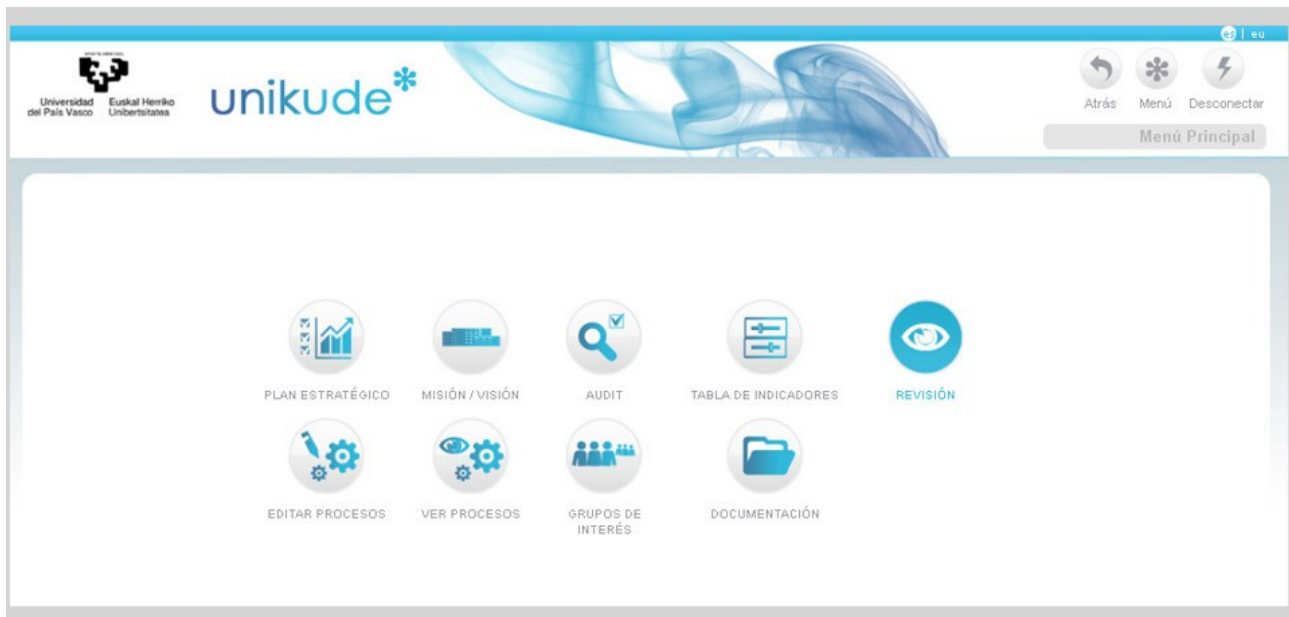 es | eu
Universidad Euskal Herriko
del País Vasco Unibertsitatea
unikude*
Atrás Menú Desconectar
Menú Principal
PLAN ESTRATÉGICO MISIÓN / VISIÓN AUDIT TABLA DE INDICADORES REVISIÓN
EDITAR PROCESOS VER PROCESOS GRUPOS DE INTERÉS DOCUMENTACIÓN